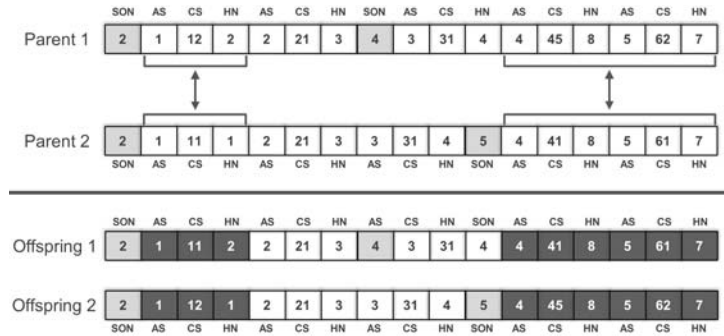 SON AS CS HN AS CS HN SON AS CS HN AS CS HN AS CS HN
Parent 1 2 1 12 2 2 21 3 4 3 31 4 4 45 8 5 62 7
Parent 2 2 1 11 1 2 21 3 3 31 4 5 4 41 8 5 61 7
SON AS CS HN AS CS HN AS CS HN SON AS CS HN AS CS HN
SON AS CS HN AS CS HN AS CS HN SON AS CS HN AS CS HN
Offspring 1 2 1 11 2 2 21 3 4 3 31 4 4 41 8 5 61 7
Offspring 2 2 1 12 1 2 21 3 3 31 4 5 4 45 8 5 62 7
SON AS CS HN AS CS HN AS CS HN SON AS CS HN AS CS HN